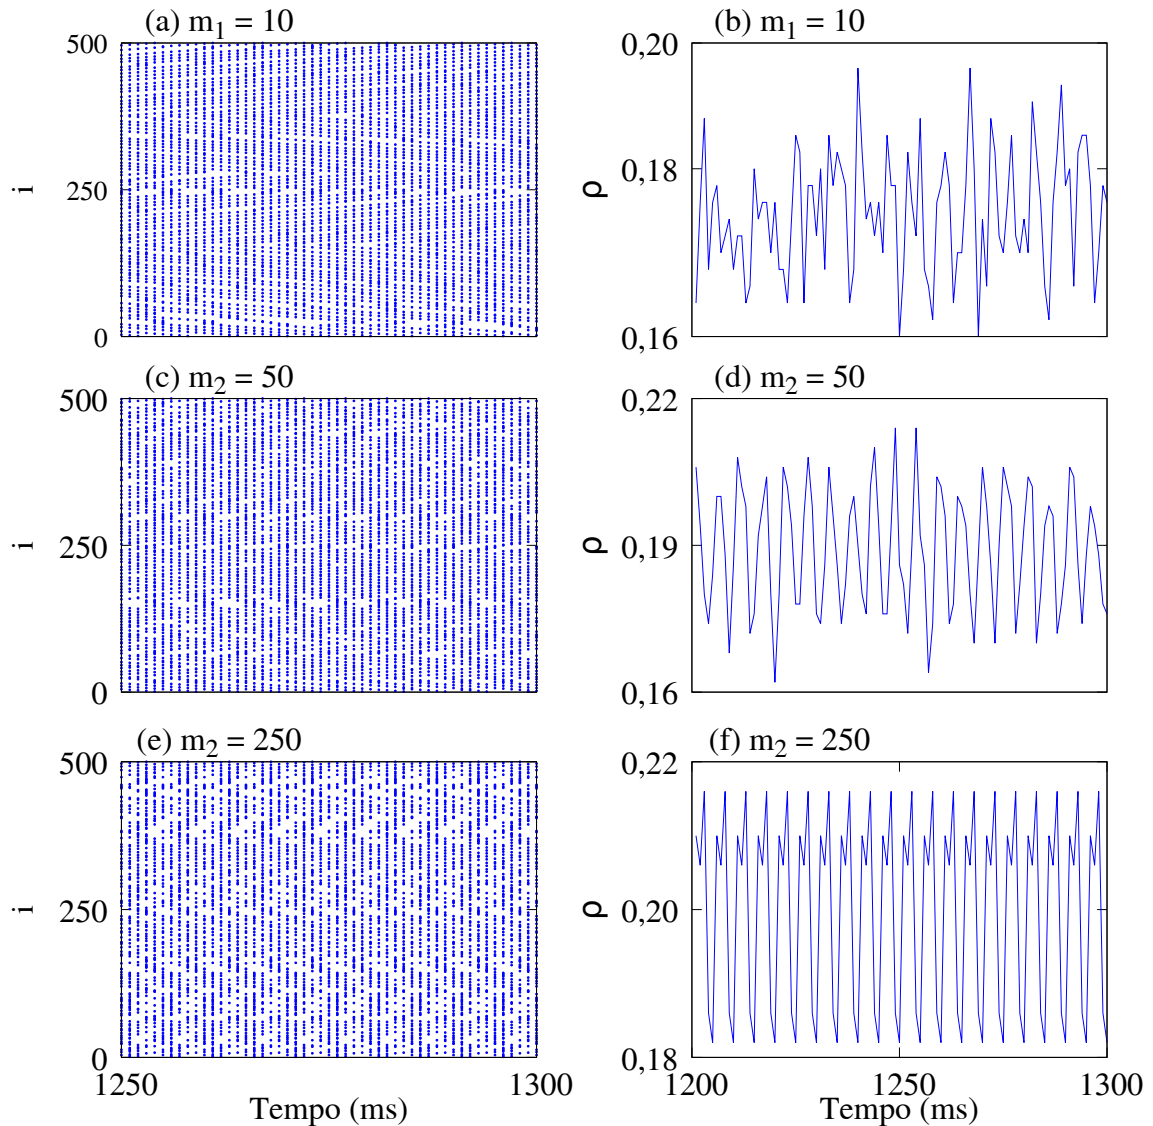 (a) m₁ = 10
500
250
0
i
(b) m₁ = 10
0,20
0,18
0,16
ρ
(c) m₂ = 50
500
250
0
i
(d) m₂ = 50
0,22
0,19
0,16
ρ
(e) m₂ = 250
500
250
0
i
1250
1300
Tempo (ms)
(f) m₂ = 250
0,22
0,20
0,18
ρ
1200
1250
1300
Tempo (ms)